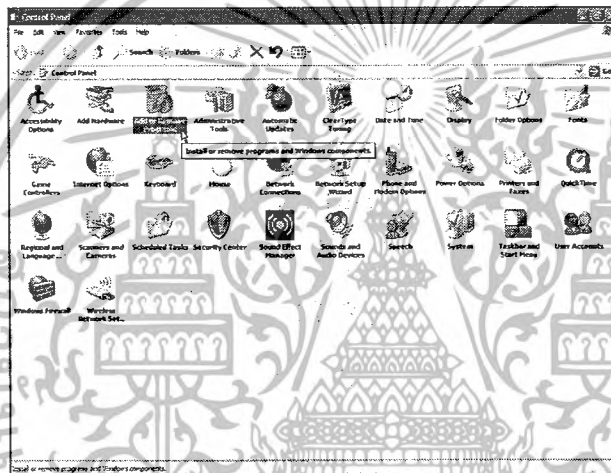 Control Panel
File Edit View Favorites Tools Help
Search Folders
Control Panel
Accessibility Options
Add Hardware
Add or Remove Programs
Administrative Tools
Automatic Updates
ClearType Tuning
Date and Time
Display
Folder Options
Fonts
Install or remove programs and Windows components
Game Controllers
Internet Options
Keyboard
Mouse
Network Connections
Network Setup Wizard
Phone and Modem Options
Power Options
Printers and Faxes
QuickTime
Regional and Language ...
Scanners and Cameras
Scheduled Tasks
Security Center
Sound Effect Manager
Sounds and Audio Devices
Speech
System
Taskbar and Start Menu
User Accounts
Windows Firewall
Wireless Network Set...
Install or remove programs and Windows components.